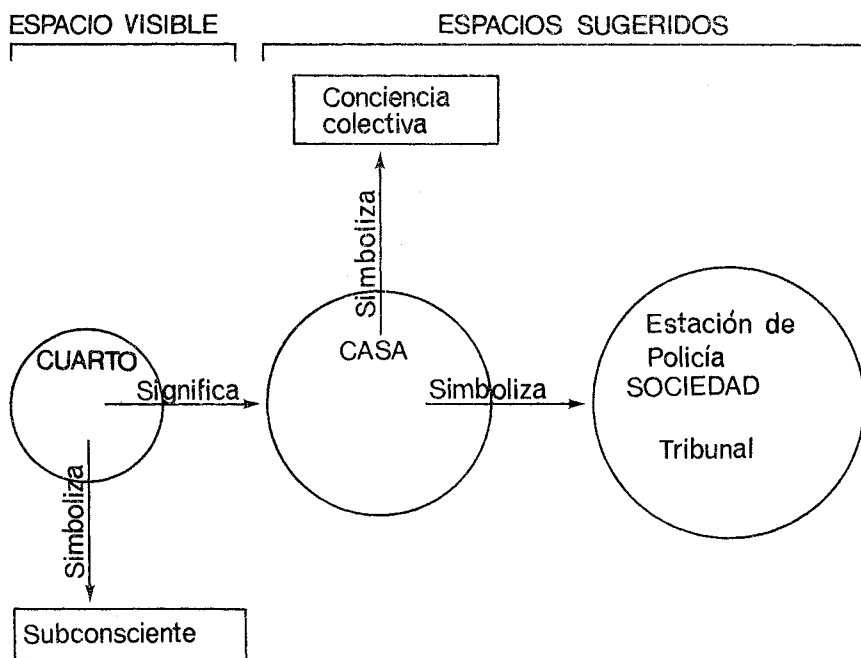 ESPACIO VISIBLE
ESPACIOS SUGERIDOS
Conciencia
colectiva
Simboliza
CUARTO
Significa
CASA
Simboliza
Estación de
Policía
SOCIEDAD
Tribunal
Simboliza
Subconsciente